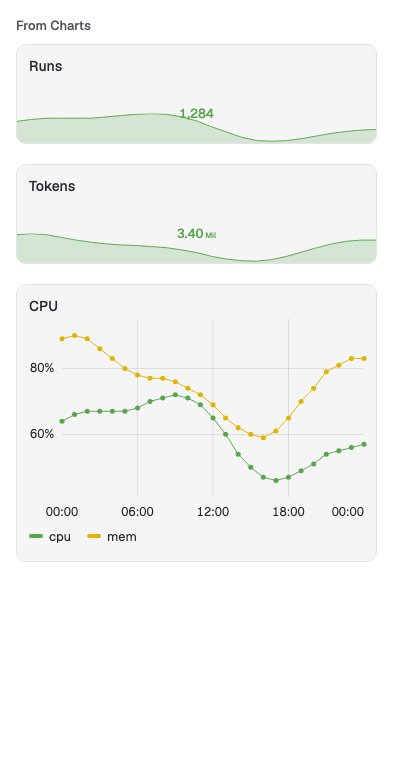 From Charts
Runs
1,284
Tokens
3.40 Mil
CPU
80%
60%
00:00 06:00 12:00 18:00 00:00
cpu mem